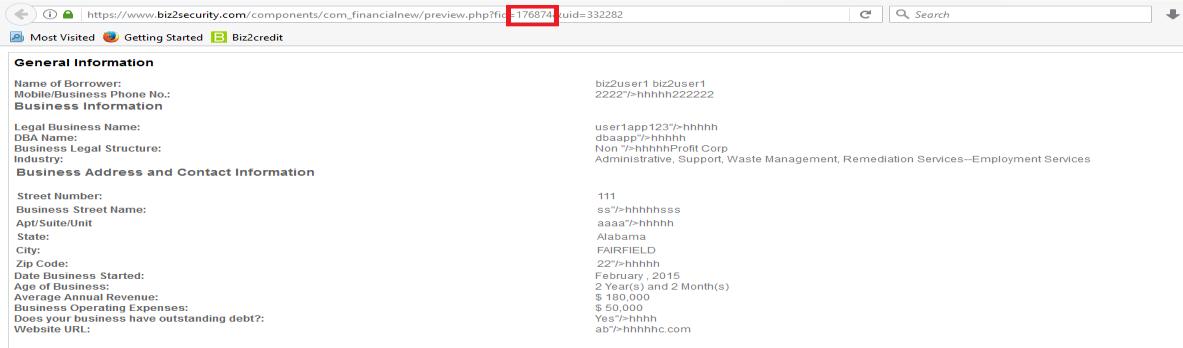 https://www.biz2security.com/components/com_financialnew/preview.php?fid=176874&uid=332282
Search
Most Visited Getting Started Biz2credit
General Information
Name of Borrower: biz2user1 biz2user1
Mobile/Business Phone No.: 2222"/>hhhhh222222
Business Information
Legal Business Name: user1app123"/>hhhhh
DBA Name: dbaapp"/>hhhhh
Business Legal Structure: Non "/>hhhhhProfit Corp
Industry: Administrative, Support, Waste Management, Remediation Services--Employment Services
Business Address and Contact Information
Street Number: 111
Business Street Name: ss"/>hhhhhsss
Apt/Suite/Unit aaaa"/>hhhhh
State: Alabama
City: FAIRFIELD
Zip Code: 22"/>hhhhh
Date Business Started: February , 2015
Age of Business: 2 Year(s) and 2 Month(s)
Average Annual Revenue: $ 180,000
Business Operating Expenses: $ 50,000
Does your business have outstanding debt?: Yes"/>hhhh
Website URL: ab"/>hhhhhc.com